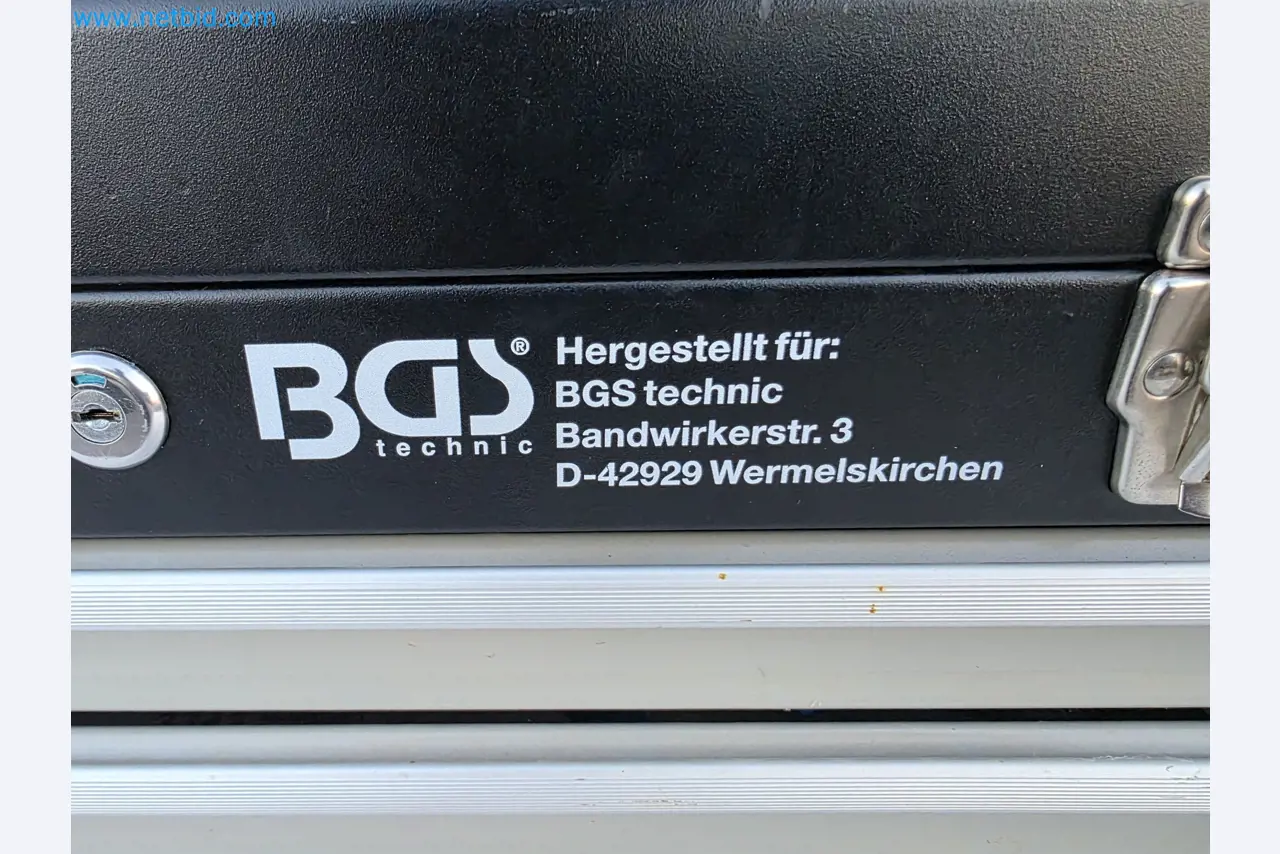 www.netbid.com
BGS®
technic
Hergestellt für:
BGS technic
Bandwirkerstr. 3
D-42929 Wermelskirchen